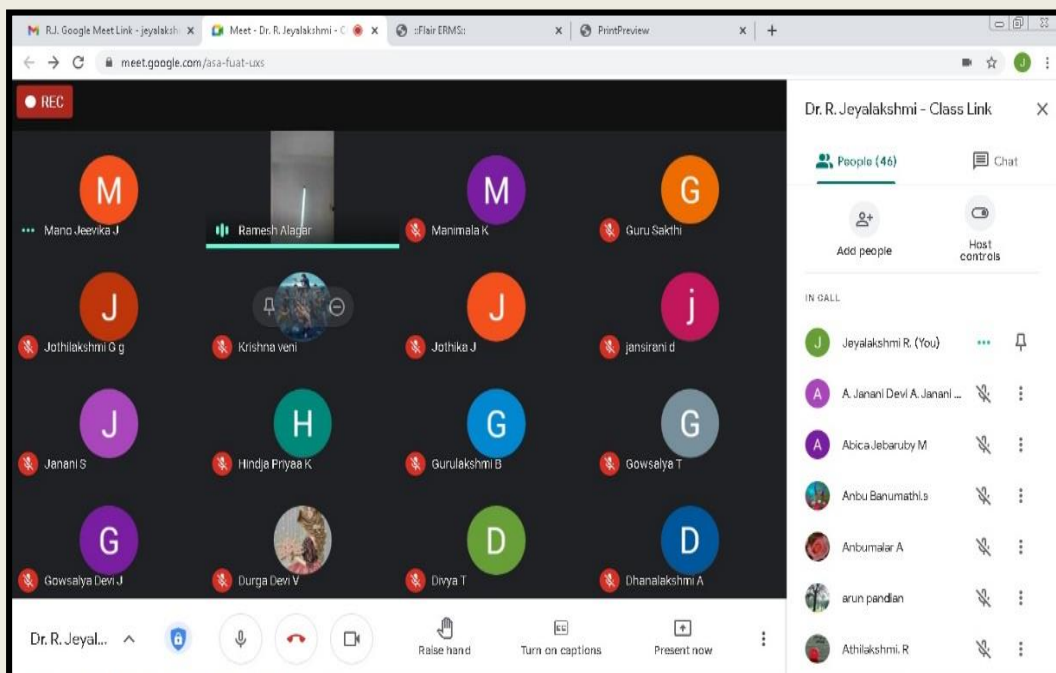 R.J. Google Meet Link - jeyalaksh
Meet - Dr. R. Jeyalakshmi - C
::Flair ERMS::
PrintPreview
meet.google.com/asa-fuat-uxs
J
REC
Dr. R. Jeyalakshmi - Class Link
People (46)
Chat
Add people
Host controls
IN CALL
M
Mano Jeevika J
Ramesh Alagar
M
Manimala K
G
Guru Sakthi
J
Jothilakshmi G g
Krishna veni
J
Jothika J
j
jansirani d
J
Janani S
H
Hindja Priyaa K
G
Gurulakshmi B
G
Gowsalya T
G
Gowsalya Devi J
Durga Devi V
D
Divya T
D
Dhanalakshmi A
J
Jeyalakshmi R. (You)
A
A. Janani Devi A. Janani ...
A
Abica Jebaruby M
Anbu Banumathi.s
Anbumalar A
arun pandian
Athilakshmi. R
Dr. R. Jeyal...
Raise hand
CC
Turn on captions
Present now